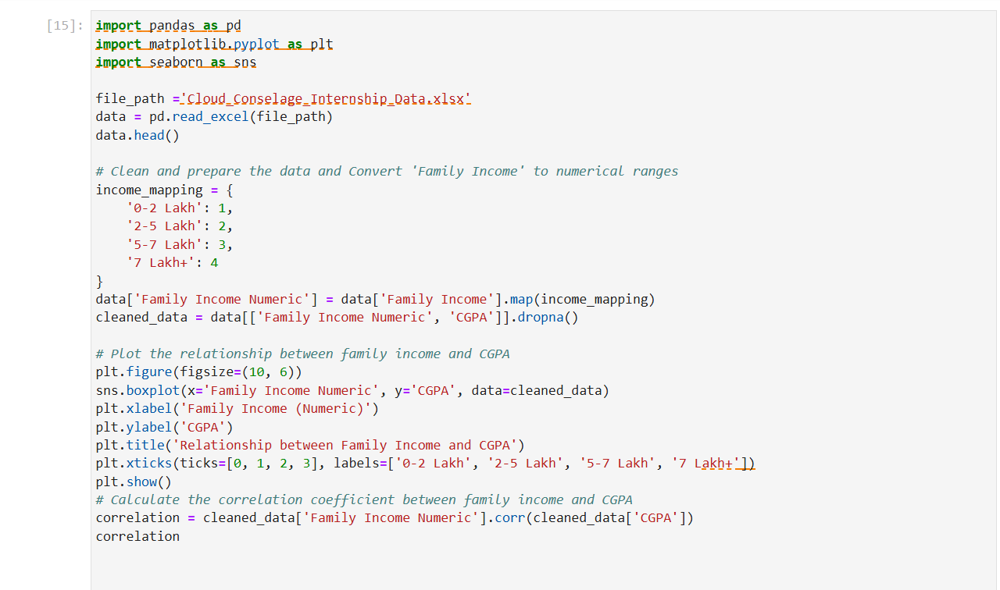 [15]:
import pandas as pd
import matplotlib.pyplot as plt
import seaborn as sns
file_path ='Cloud_Conselage_Internship_Data.xlsx'
data = pd.read_excel(file_path)
data.head()
# Clean and prepare the data and Convert 'Family Income' to numerical ranges
income_mapping = {
    '0-2 Lakh': 1,
    '2-5 Lakh': 2,
    '5-7 Lakh': 3,
    '7 Lakh+': 4
}
data['Family Income Numeric'] = data['Family Income'].map(income_mapping)
cleaned_data = data[['Family Income Numeric', 'CGPA']].dropna()
# Plot the relationship between family income and CGPA
plt.figure(figsize=(10, 6))
sns.boxplot(x='Family Income Numeric', y='CGPA', data=cleaned_data)
plt.xlabel('Family Income (Numeric)')
plt.ylabel('CGPA')
plt.title('Relationship between Family Income and CGPA')
plt.xticks(ticks=[0, 1, 2, 3], labels=['0-2 Lakh', '2-5 Lakh', '5-7 Lakh', '7 Lakh+'])
plt.show()
# Calculate the correlation coefficient between family income and CGPA
correlation = cleaned_data['Family Income Numeric'].corr(cleaned_data['CGPA'])
correlation